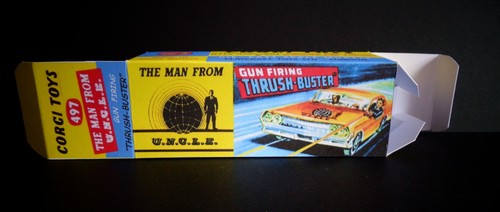 CORGI TOYS
497
THE MAN FROM
U.N.C.L.E.
GUN FIRING
"THRUSH-BUSTER"
THE MAN FROM
U.N.C.L.E.
GUN FIRING
THRUSH-BUSTER